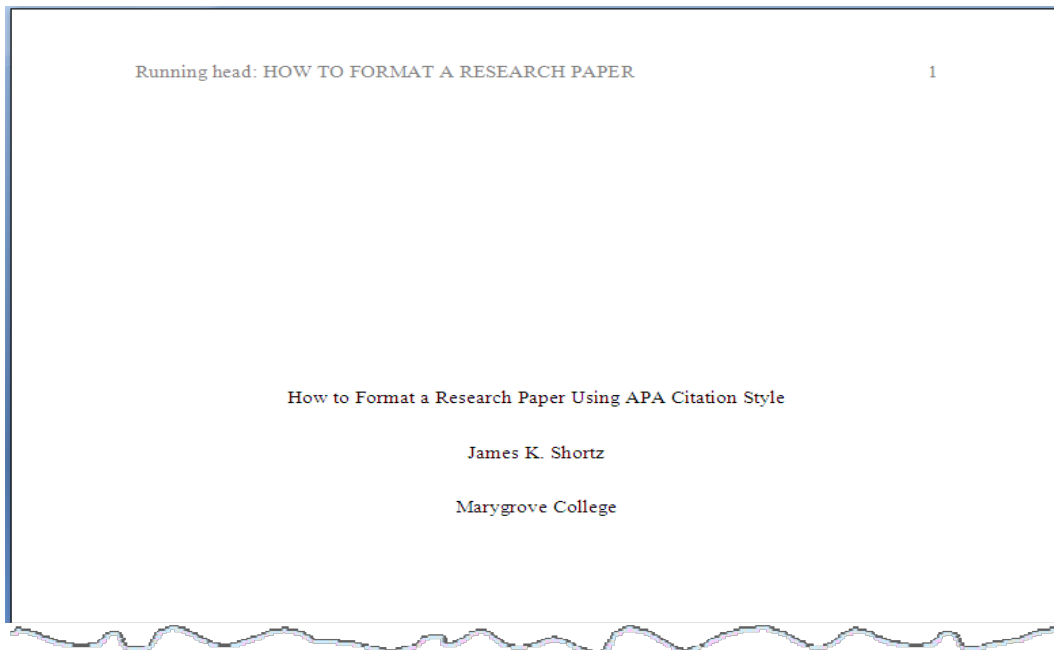 Running head: HOW TO FORMAT A RESEARCH PAPER 1
How to Format a Research Paper Using APA Citation Style
James K. Shortz
Marygrove College